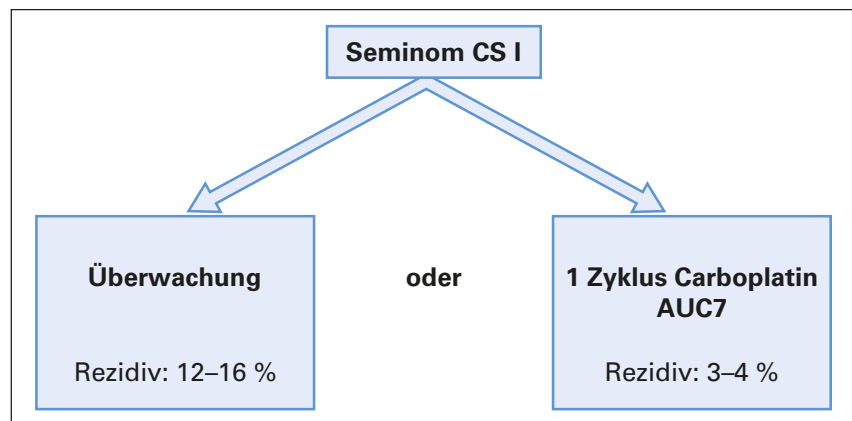 Seminom CS I
Überwachung
Rezidiv: 12–16 %
oder
1 Zyklus Carboplatin
AUC7
Rezidiv: 3–4 %